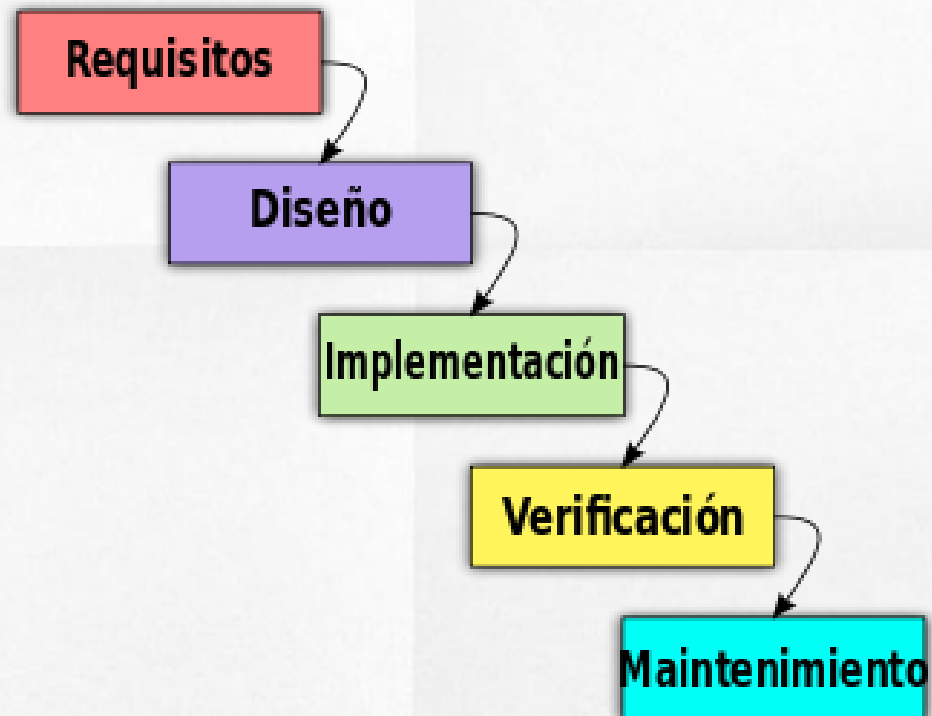 Requisitos
Diseño
Implementación
Verificación
Maintenimiento